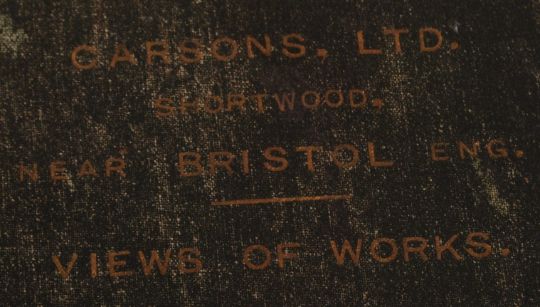 CARSONS, LTD.
SHORTWOOD,
NEAR BRISTOL ENG.
VIEWS OF WORKS.